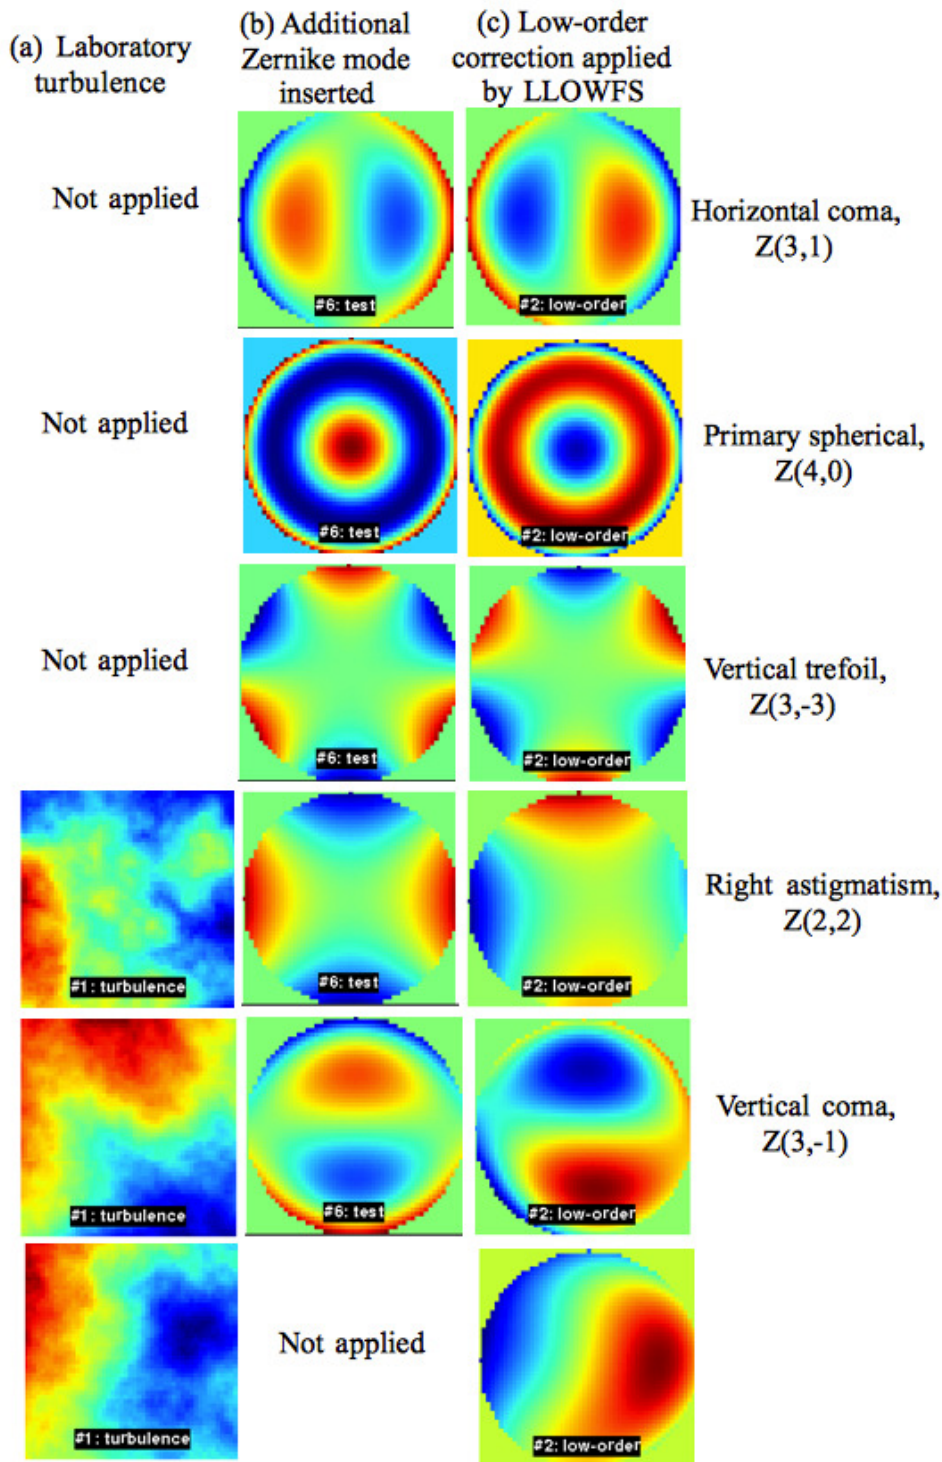 (a) Laboratory
turbulence
(b) Additional
Zernike mode
inserted
(c) Low-order
correction applied
by LLOWFS
Not applied
#6: test
#2: low-order
Horizontal coma,
Z(3,1)
Not applied
#6: test
#2: low-order
Primary spherical,
Z(4,0)
Not applied
#6: test
#2: low-order
Vertical trefoil,
Z(3,-3)
#1: turbulence
#6: test
#2: low-order
Right astigmatism,
Z(2,2)
#1: turbulence
#6: test
#2: low-order
Vertical coma,
Z(3,-1)
#1: turbulence
Not applied
#2: low-order